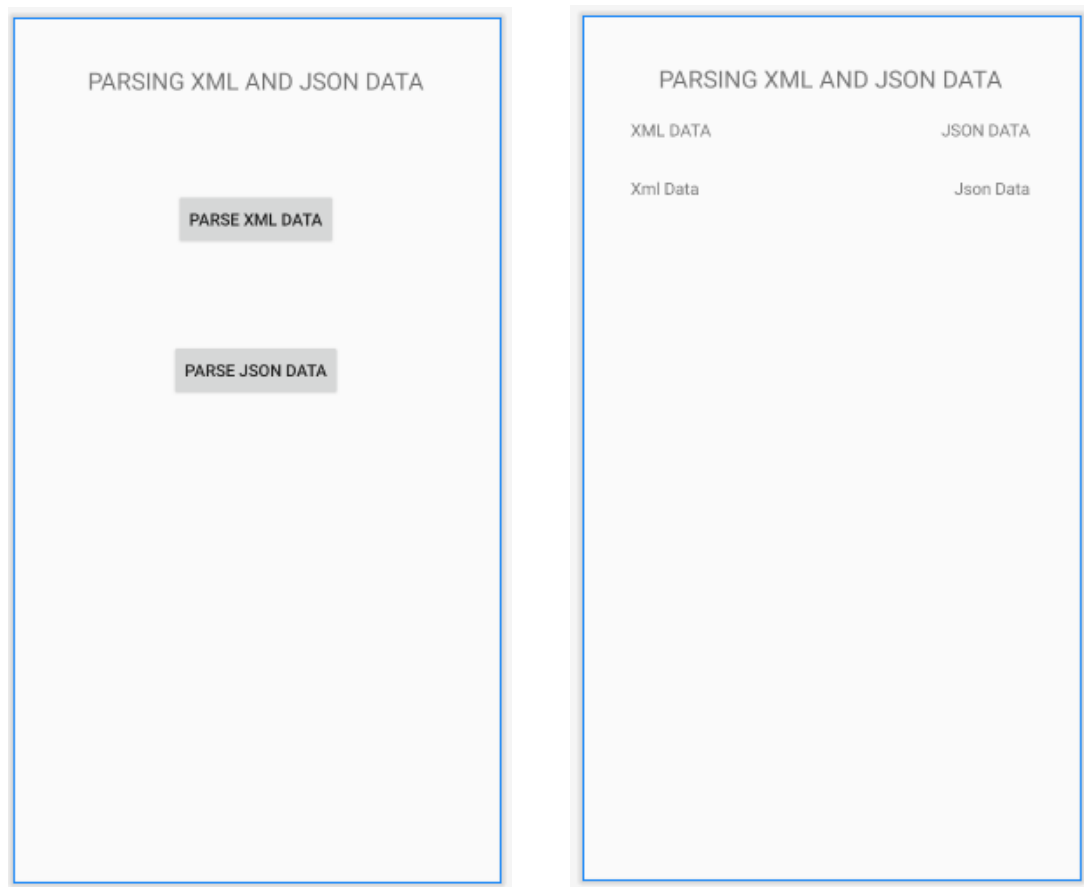 PARSING XML AND JSON DATA
PARSE XML DATA
PARSE JSON DATA
PARSING XML AND JSON DATA
XML DATA JSON DATA
Xml Data Json Data